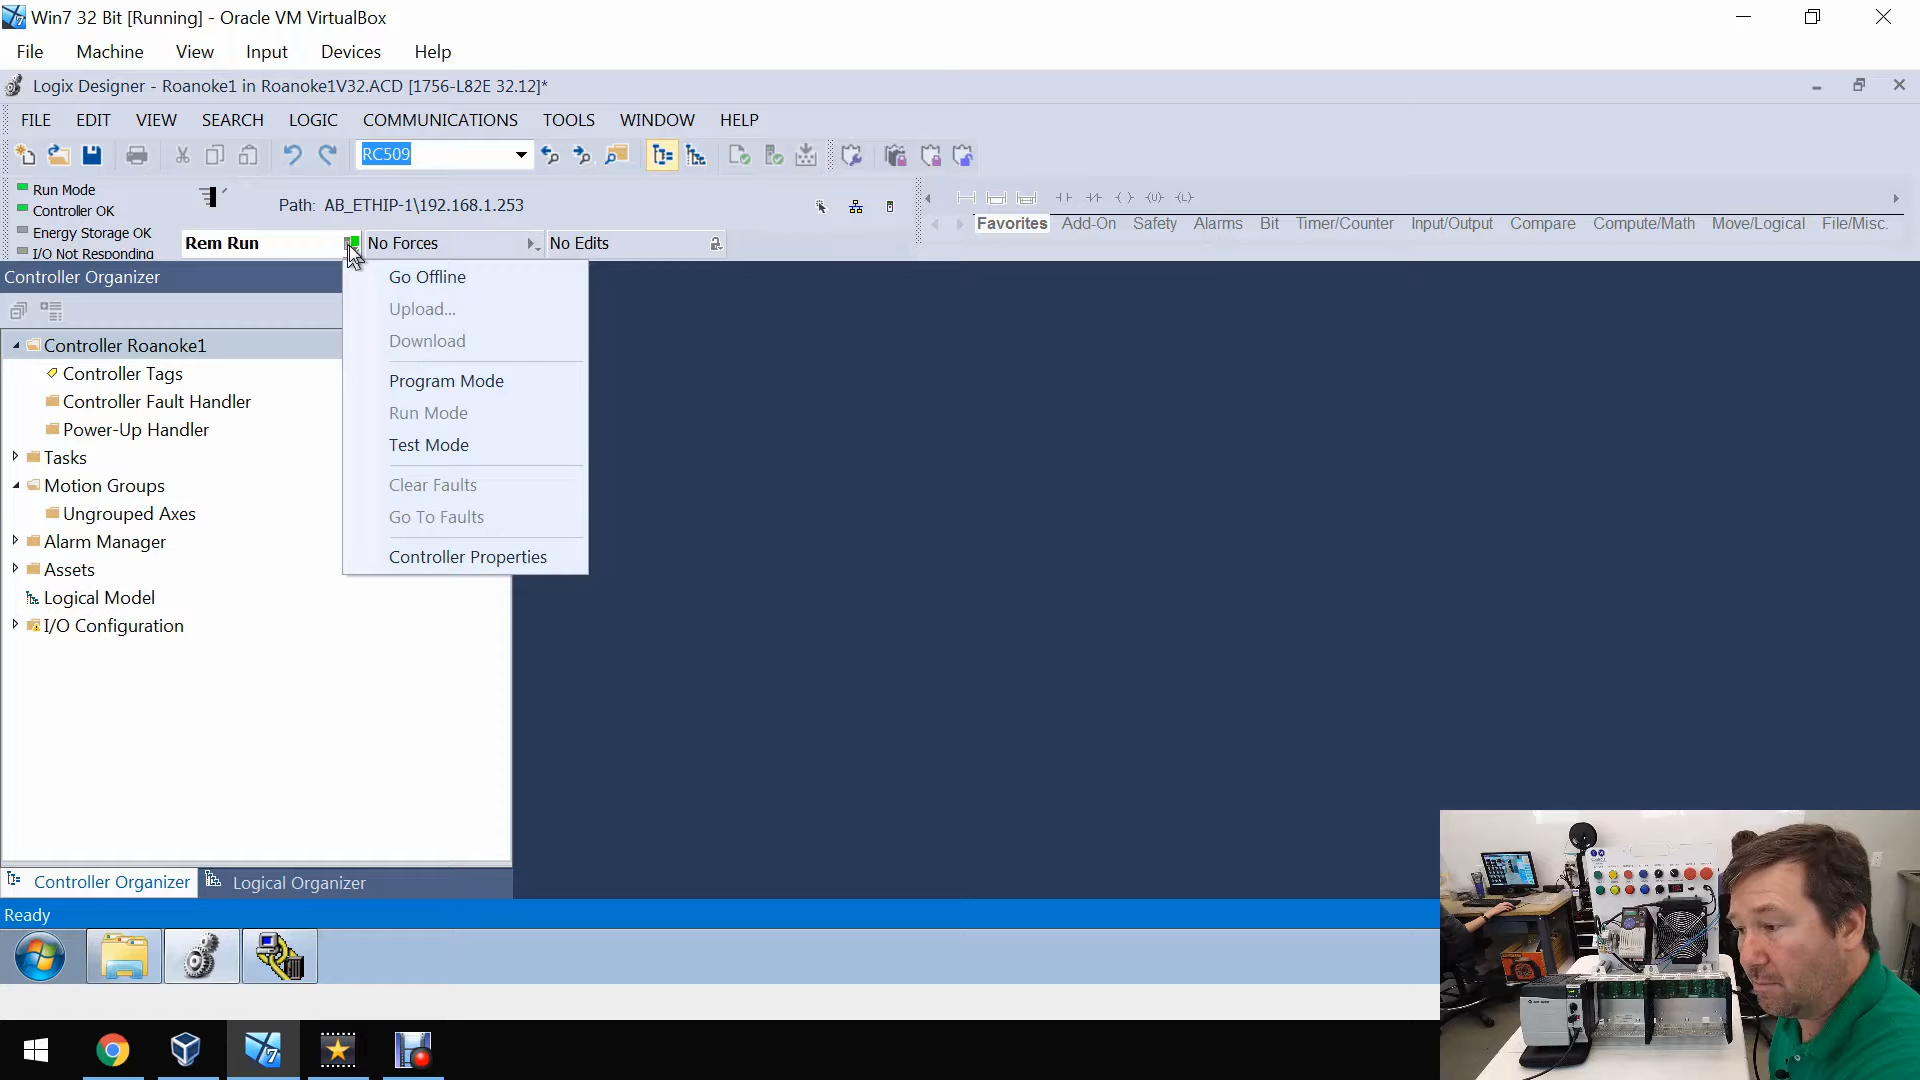 Win7 32 Bit [Running] - Oracle VM VirtualBox
File Machine View Input Devices Help
Logix Designer - Roanoke1 in Roanoke1V32.ACD [1756-L82E 32.12]*
FILE EDIT VIEW SEARCH LOGIC COMMUNICATIONS TOOLS WINDOW HELP
RC509
Run Mode
Controller OK
Energy Storage OK
I/O Not Responding
Path: AB_ETHIP-1\192.168.1.253
Rem Run No Forces No Edits
Favorites Add-On Safety Alarms Bit Timer/Counter Input/Output Compare Compute/Math Move/Logical File/Misc.
Controller Organizer
Controller Roanoke1
Controller Tags
Controller Fault Handler
Power-Up Handler
Tasks
Motion Groups
Ungrouped Axes
Alarm Manager
Assets
Logical Model
I/O Configuration
Go Offline
Upload...
Download
Program Mode
Run Mode
Test Mode
Clear Faults
Go To Faults
Controller Properties
Controller Organizer Logical Organizer
Ready